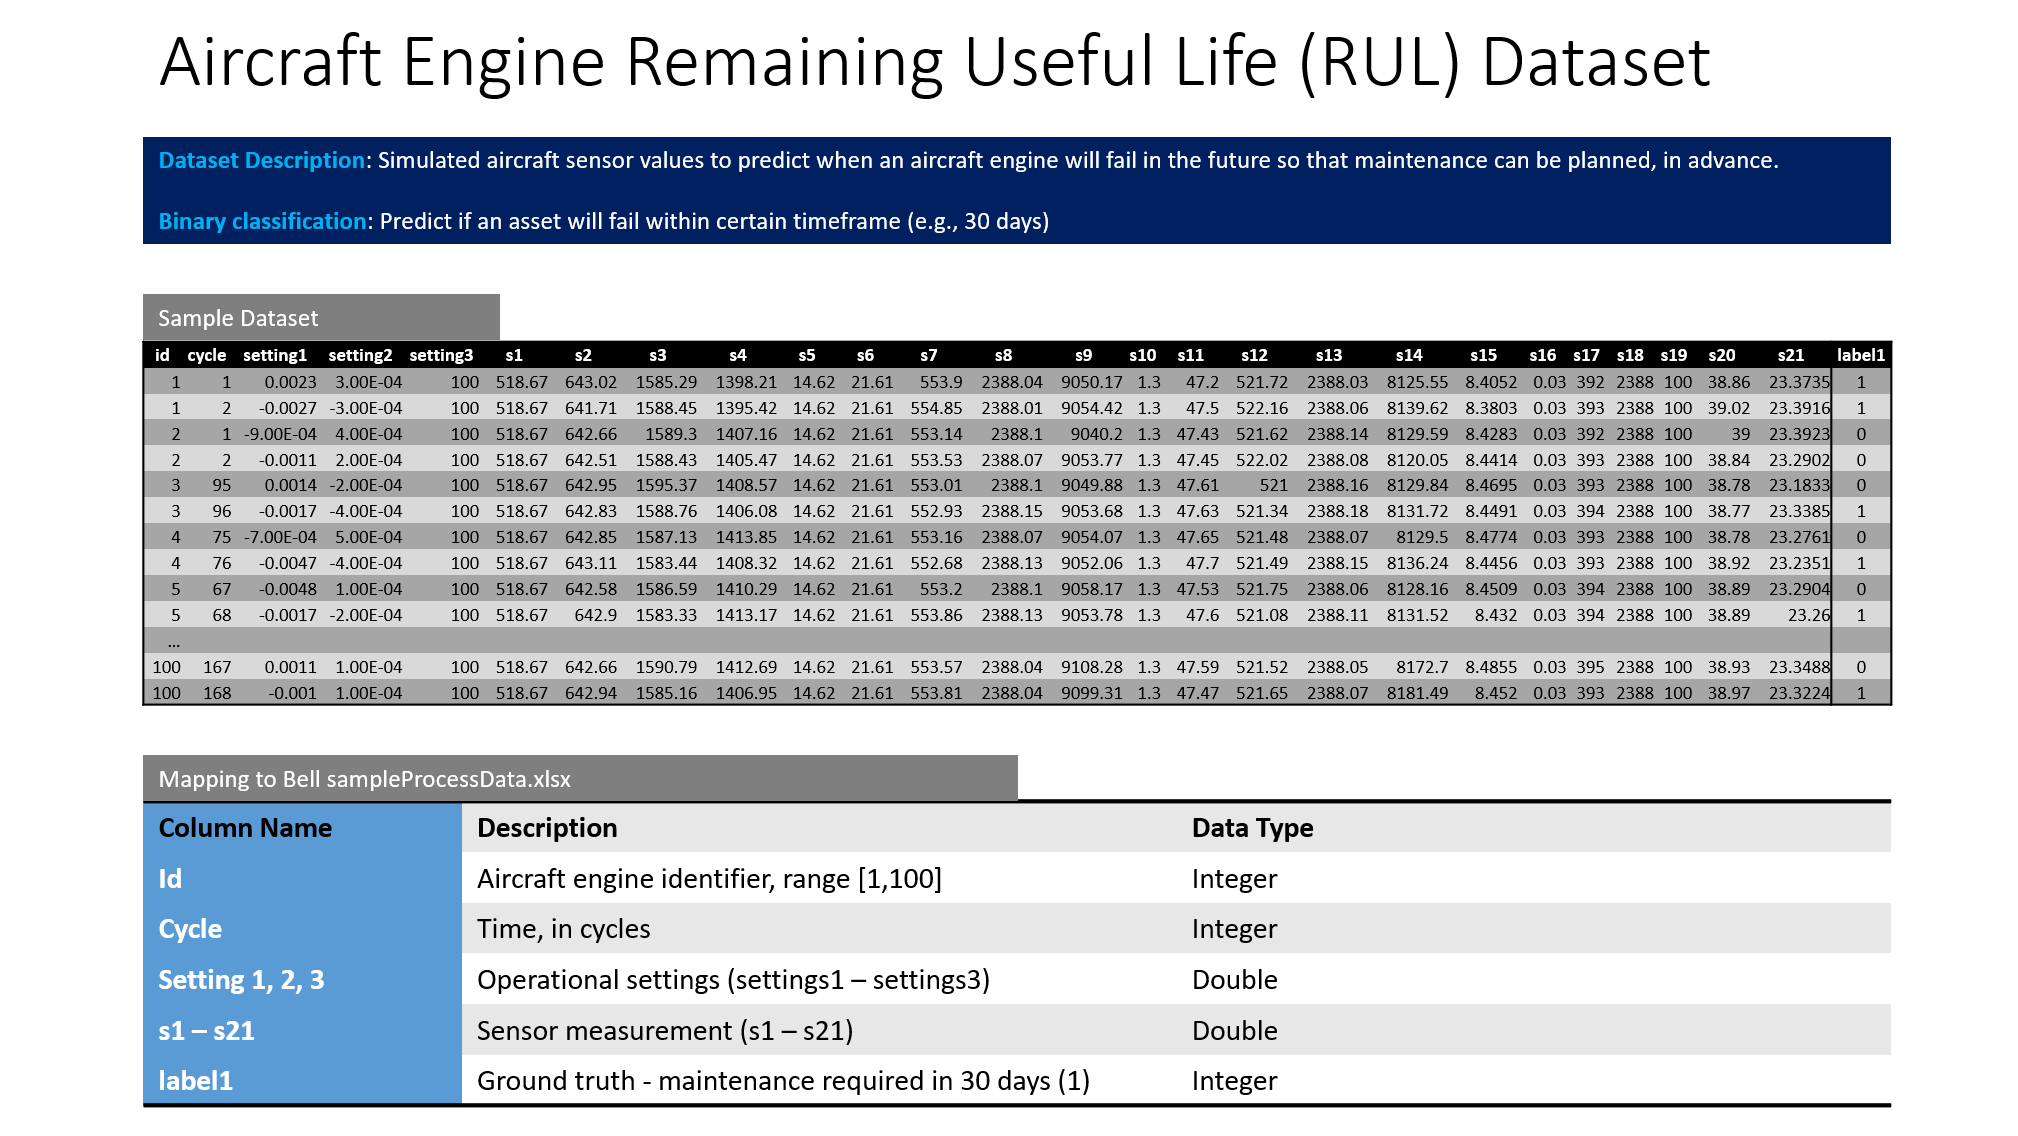 Aircraft Engine Remaining Useful Life (RUL) Dataset
Dataset Description: Simulated aircraft sensor values to predict when an aircraft engine will fail in the future so that maintenance can be planned, in advance.
Binary classification: Predict if an asset will fail within certain timeframe (e.g., 30 days)
Sample Dataset
id cycle setting1 setting2 setting3 s1 s2 s3 s4 s5 s6 s7 s8 s9 s10 s11 s12 s13 s14 s15 s16 s17 s18 s19 s20 s21 label1
1 1 0.0023 3.00E-04 100 518.67 643.02 1585.29 1398.21 14.62 21.61 553.9 2388.04 9050.17 1.3 47.2 521.72 2388.03 8125.55 8.4052 0.03 392 2388 100 38.86 23.3735 1
1 2 -0.0027 -3.00E-04 100 518.67 641.71 1588.45 1395.42 14.62 21.61 554.85 2388.01 9054.42 1.3 47.5 522.16 2388.06 8139.62 8.3803 0.03 393 2388 100 39.02 23.3916 1
2 1 -9.00E-04 4.00E-04 100 518.67 642.66 1589.3 1407.16 14.62 21.61 553.14 2388.1 9040.2 1.3 47.43 521.62 2388.14 8129.59 8.4283 0.03 392 2388 100 39 23.3923 0
2 2 -0.0011 2.00E-04 100 518.67 642.51 1588.43 1405.47 14.62 21.61 553.53 2388.07 9053.77 1.3 47.45 522.02 2388.08 8120.05 8.4414 0.03 393 2388 100 38.84 23.2902 0
3 95 0.0014 -2.00E-04 100 518.67 642.95 1595.37 1408.57 14.62 21.61 553.01 2388.1 9049.88 1.3 47.61 521 2388.16 8129.84 8.4695 0.03 393 2388 100 38.78 23.1833 0
3 96 -0.0017 -4.00E-04 100 518.67 642.83 1588.76 1406.08 14.62 21.61 552.93 2388.15 9053.68 1.3 47.63 521.34 2388.18 8131.72 8.4491 0.03 394 2388 100 38.77 23.3385 1
4 75 -7.00E-04 5.00E-04 100 518.67 642.85 1587.13 1413.85 14.62 21.61 553.16 2388.07 9054.07 1.3 47.65 521.48 2388.07 8129.5 8.4774 0.03 393 2388 100 38.78 23.2761 0
4 76 -0.0047 -4.00E-04 100 518.67 643.11 1583.44 1408.32 14.62 21.61 552.68 2388.13 9052.06 1.3 47.7 521.49 2388.15 8136.24 8.4456 0.03 393 2388 100 38.92 23.2351 1
5 67 -0.0048 1.00E-04 100 518.67 642.58 1586.59 1410.29 14.62 21.61 553.2 2388.1 9058.17 1.3 47.53 521.75 2388.06 8128.16 8.4509 0.03 394 2388 100 38.89 23.2904 0
5 68 -0.0017 -2.00E-04 100 518.67 642.9 1583.33 1413.17 14.62 21.61 553.86 2388.13 9053.78 1.3 47.6 521.08 2388.11 8131.52 8.432 0.03 394 2388 100 38.89 23.26 1
...
100 167 0.0011 1.00E-04 100 518.67 642.66 1590.79 1412.69 14.62 21.61 553.57 2388.04 9108.28 1.3 47.59 521.52 2388.05 8172.7 8.4855 0.03 395 2388 100 38.93 23.3488 0
100 168 -0.001 1.00E-04 100 518.67 642.94 1585.16 1406.95 14.62 21.61 553.81 2388.04 9099.31 1.3 47.47 521.65 2388.07 8181.49 8.452 0.03 393 2388 100 38.97 23.3224 1
Mapping to Bell sampleProcessData.xlsx
Column Name Description Data Type
Id Aircraft engine identifier, range [1,100] Integer
Cycle Time, in cycles Integer
Setting 1, 2, 3 Operational settings (settings1 – settings3) Double
s1 – s21 Sensor measurement (s1 – s21) Double
label1 Ground truth - maintenance required in 30 days (1) Integer